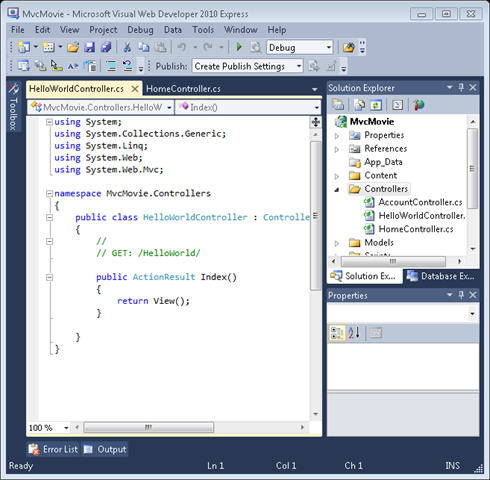 MvcMovie - Microsoft Visual Web Developer 2010 Express
File Edit View Project Debug Data Tools Window Help
Debug
Publish: Create Publish Settings
Toolbox
HelloWorldController.cs HomeController.cs
MvcMovie.Controllers.HelloW Index()
using System;
using System.Collections.Generic;
using System.Linq;
using System.Web;
using System.Web.Mvc;
namespace MvcMovie.Controllers
{
public class HelloWorldController : Controlle
{
//
// GET: /HelloWorld/
public ActionResult Index()
{
return View();
}
}
}
100 %
Solution Explorer
MvcMovie
Properties
References
App_Data
Content
Controllers
AccountController.cs
HelloWorldController.
HomeController.cs
Models
Scripts
Solution Ex... Database Ex...
Properties
Error List Output
Ready Ln 1 Col 1 Ch 1 INS